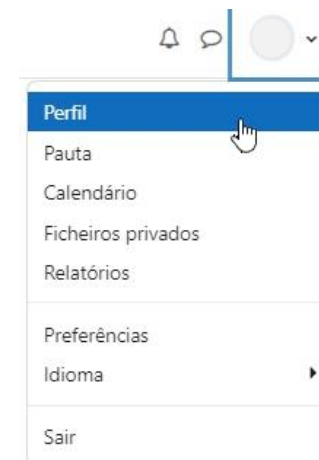 Perfil
Pauta
Calendário
Ficheiros privados
Relatórios
Preferências
Idioma
Sair